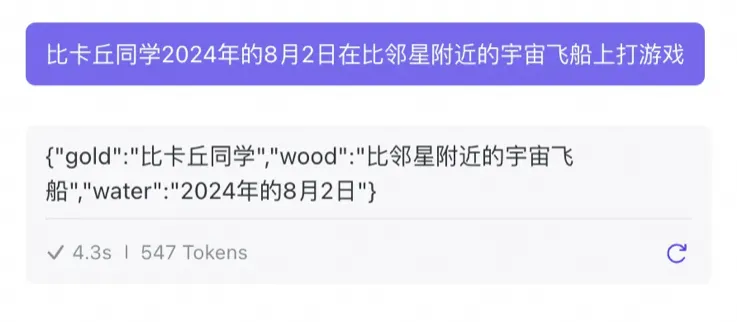 比卡丘同学2024年的8月2日在比邻星附近的宇宙飞船上打游戏
{"gold":"比卡丘同学","wood":"比邻星附近的宇宙飞
船","water":"2024年的8月2日"}
4.3s | 547 Tokens